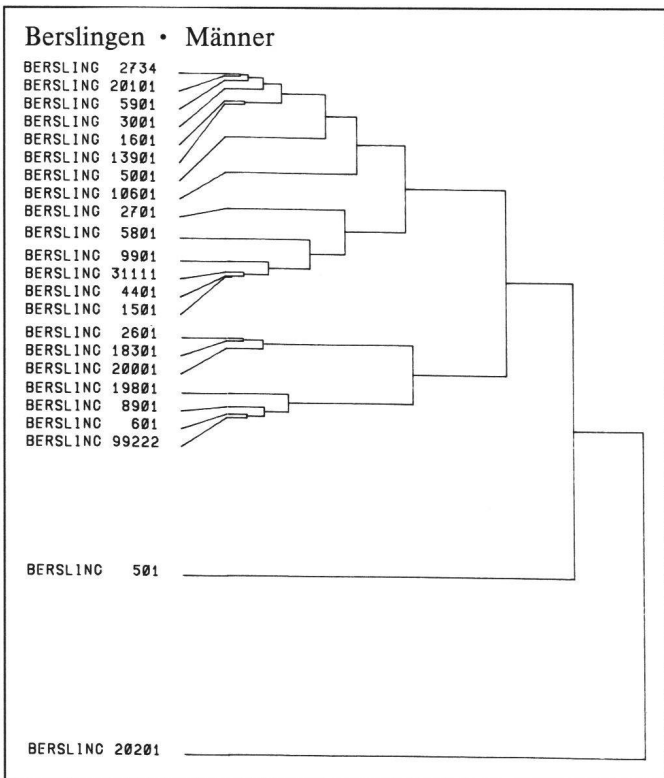 Berslingen · Männer
BERSLING 2734
BERSLING 20101
BERSLING 5901
BERSLING 3001
BERSLING 1601
BERSLING 13901
BERSLING 5001
BERSLING 10601
BERSLING 2701
BERSLING 5801
BERSLING 9901
BERSLING 31111
BERSLING 4401
BERSLING 1501
BERSLING 2601
BERSLING 18301
BERSLING 20001
BERSLING 19801
BERSLING 8901
BERSLING 601
BERSLING 99222
BERSLING 501
BERSLING 20201